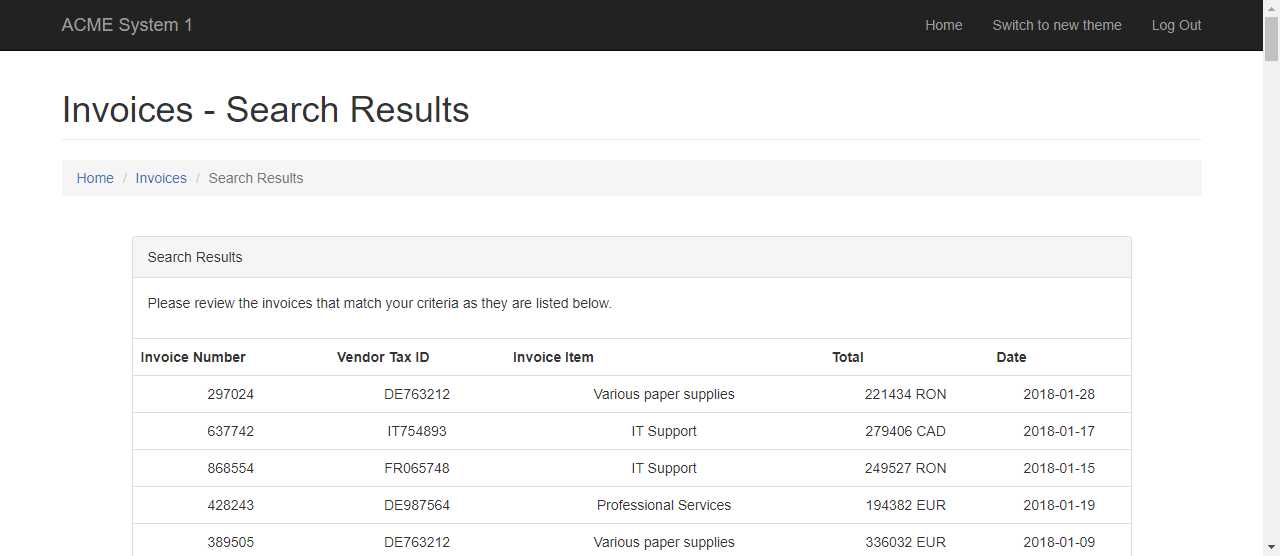 ACME System 1 Home Switch to new theme Log Out
Invoices - Search Results
Home / Invoices / Search Results
Search Results
Please review the invoices that match your criteria as they are listed below.
Invoice Number Vendor Tax ID Invoice Item Total Date
297024 DE763212 Various paper supplies 221434 RON 2018-01-28
637742 IT754893 IT Support 279406 CAD 2018-01-17
868554 FR065748 IT Support 249527 RON 2018-01-15
428243 DE987564 Professional Services 194382 EUR 2018-01-19
389505 DE763212 Various paper supplies 336032 EUR 2018-01-09